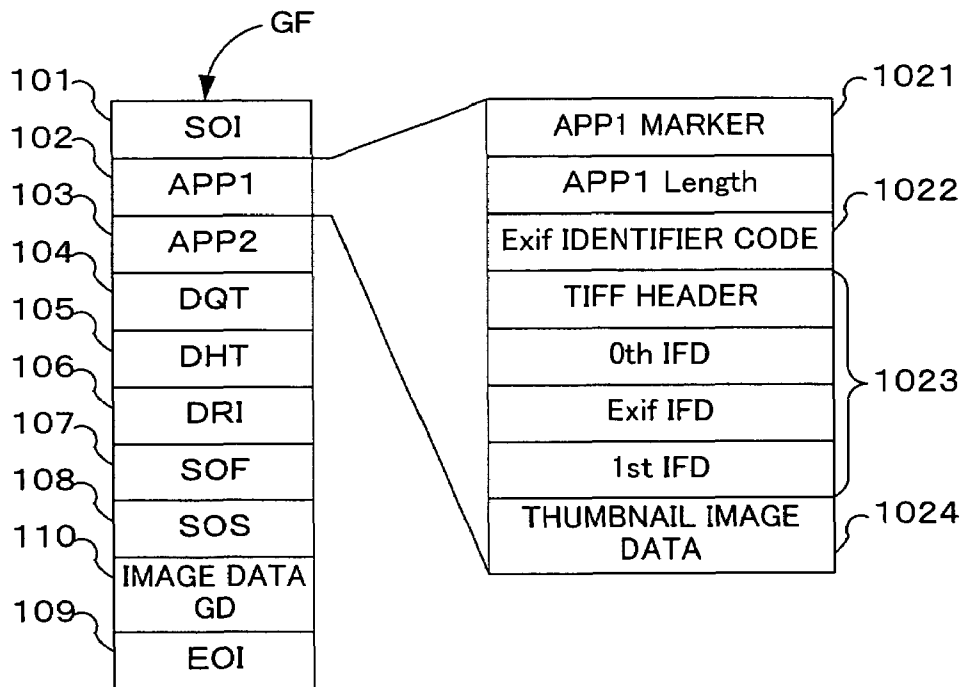 GF
101
SOI
102
APP1
103
APP2
104
DQT
105
DHT
106
DRI
107
SOF
108
SOS
110
IMAGE DATA
GD
109
EOI
1021
APP1 MARKER
APP1 Length
1022
Exif IDENTIFIER CODE
TIFF HEADER
0th IFD
1023
Exif IFD
1st IFD
THUMBNAIL IMAGE
DATA
1024